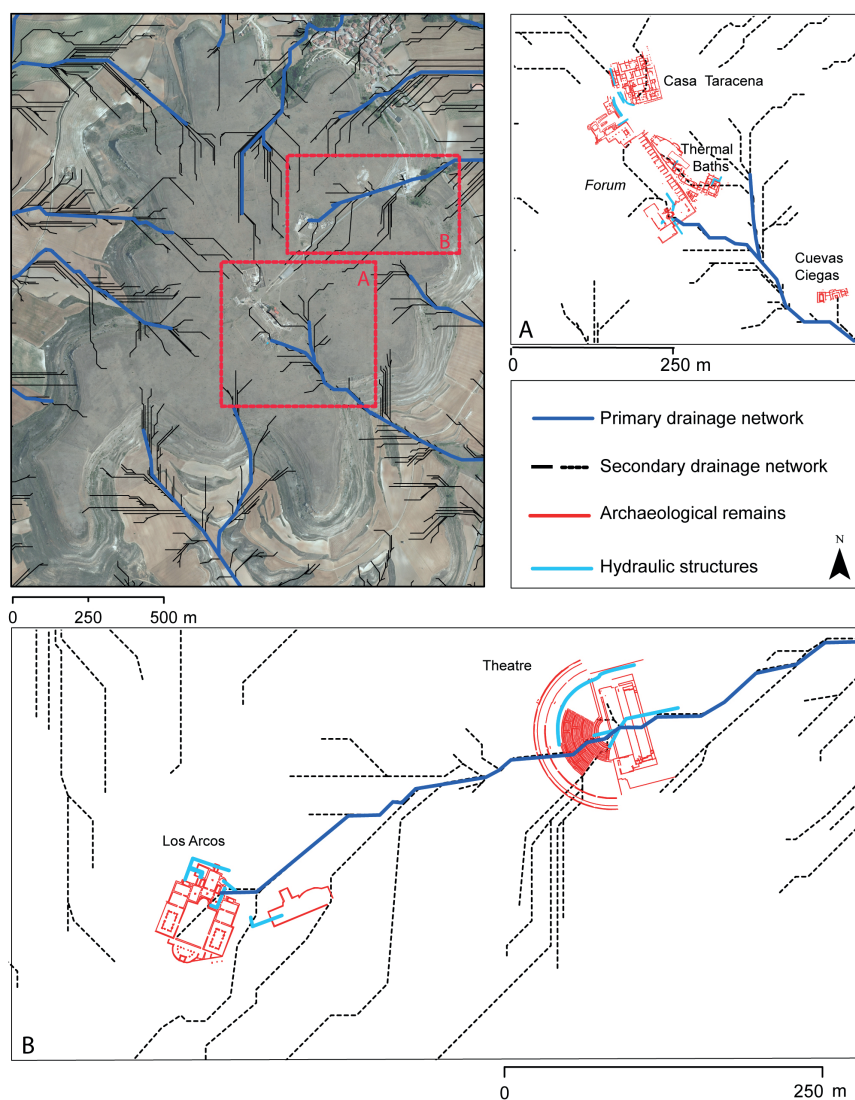 B
A
0 250 500 m
Casa Taracena
Thermal
Baths
Forum
Cuevas
Ciegas
A
0 250 m
Primary drainage network
Secondary drainage network
Archaeological remains
Hydraulic structures
N
Theatre
Los Arcos
B
0 250 m